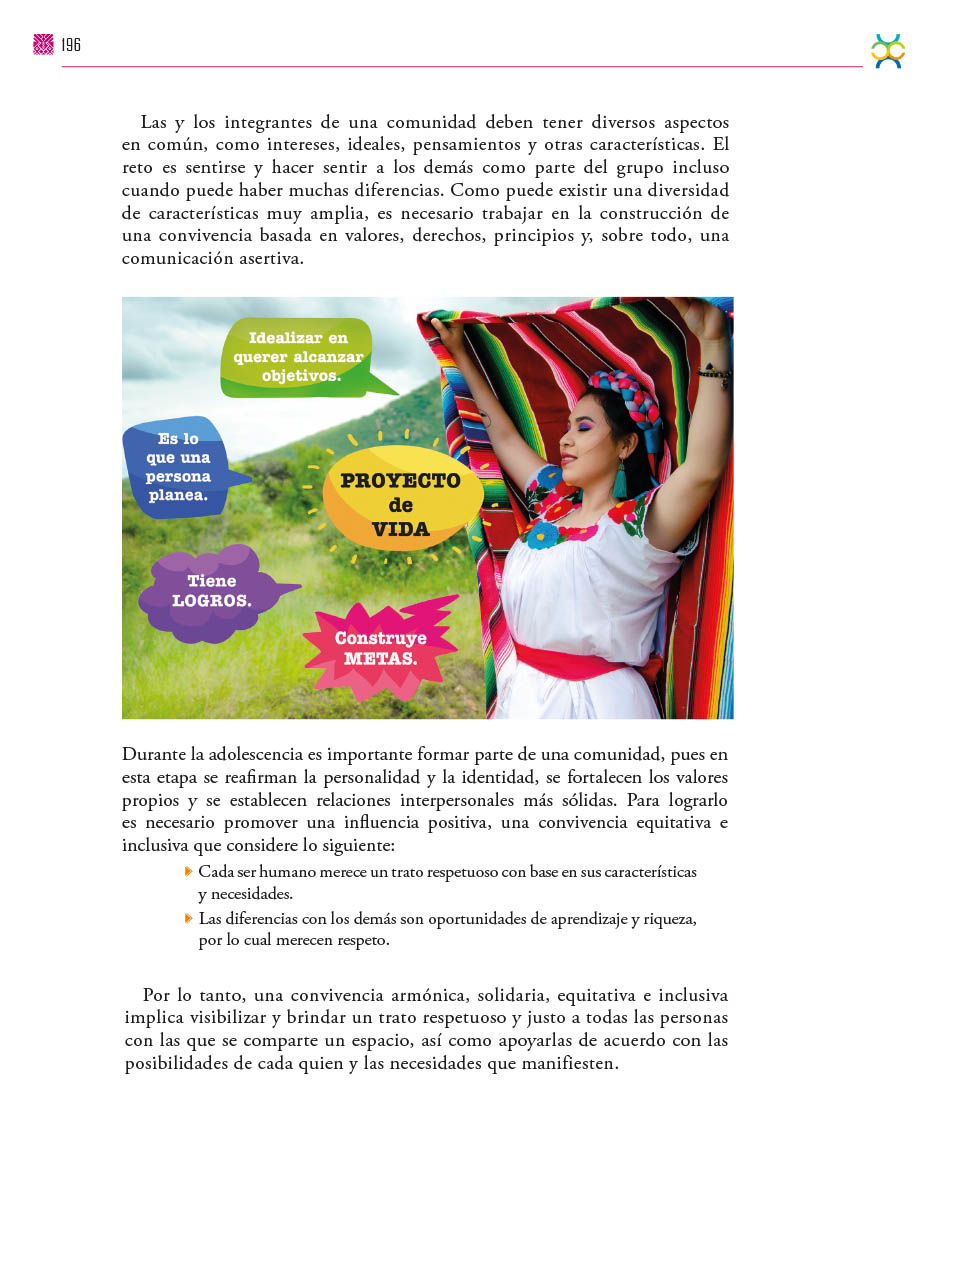 196
Las y los integrantes de una comunidad deben tener diversos aspectos
en común, como intereses, ideales, pensamientos y otras características. El
reto es sentirse y hacer sentir a los demás como parte del grupo incluso
cuando puede haber muchas diferencias. Como puede existir una diversidad
de características muy amplia, es necesario trabajar en la construcción de
una convivencia basada en valores, derechos, principios y, sobre todo, una
comunicación asertiva.
Idealizar en
querer alcanzar
objetivos.
Es lo
que una
persona
planea.
PROYECTO
de
VIDA
Tiene
LOGROS.
Construye
METAS.
Durante la adolescencia es importante formar parte de una comunidad, pues en
esta etapa se reafirman la personalidad y la identidad, se fortalecen los valores
propios y se establecen relaciones interpersonales más sólidas. Para lograrlo
es necesario promover una influencia positiva, una convivencia equitativa e
inclusiva que considere lo siguiente:
Cada ser humano merece un trato respetuoso con base en sus características
y necesidades.
Las diferencias con los demás son oportunidades de aprendizaje y riqueza,
por lo cual merecen respeto.
Por lo tanto, una convivencia armónica, solidaria, equitativa e inclusiva
implica visibilizar y brindar un trato respetuoso y justo a todas las personas
con las que se comparte un espacio, así como apoyarlas de acuerdo con las
posibilidades de cada quien y las necesidades que manifiesten.